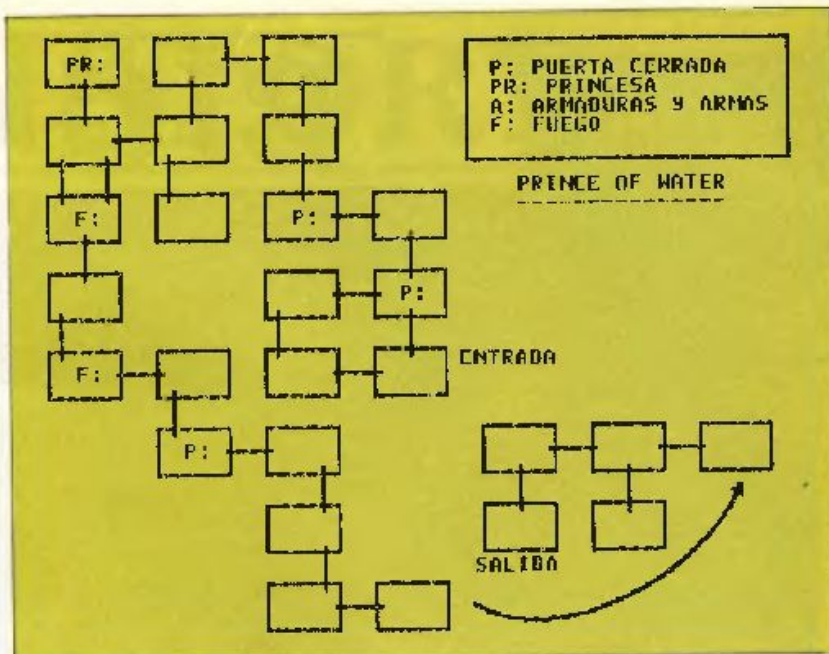 PR:
P: PUERTA CERRADA
PR: PRINCESA
A: ARMADURAS Y ARMAS
F: FUEGO
PRINCE OF WATER
F:
P:
P:
ENTRADA
F:
P:
SALIDA